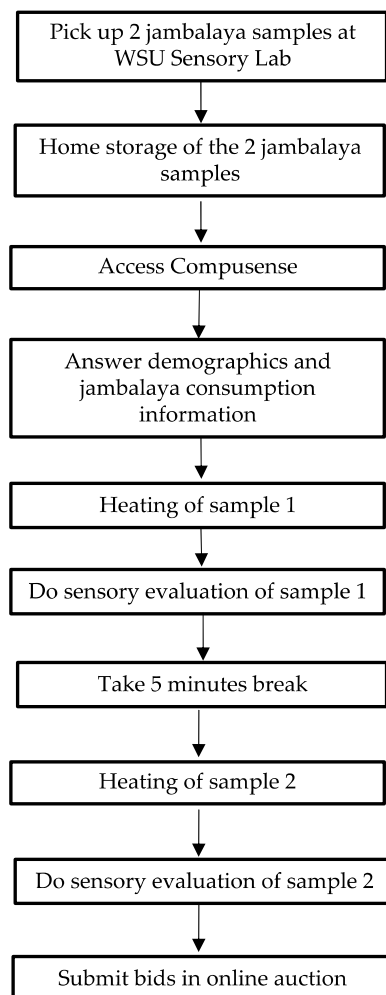 Pick up 2 jambalaya samples at
WSU Sensory Lab
Home storage of the 2 jambalaya
samples
Access Compusense
Answer demographics and
jambalaya consumption
information
Heating of sample 1
Do sensory evaluation of sample 1
Take 5 minutes break
Heating of sample 2
Do sensory evaluation of sample 2
Submit bids in online auction